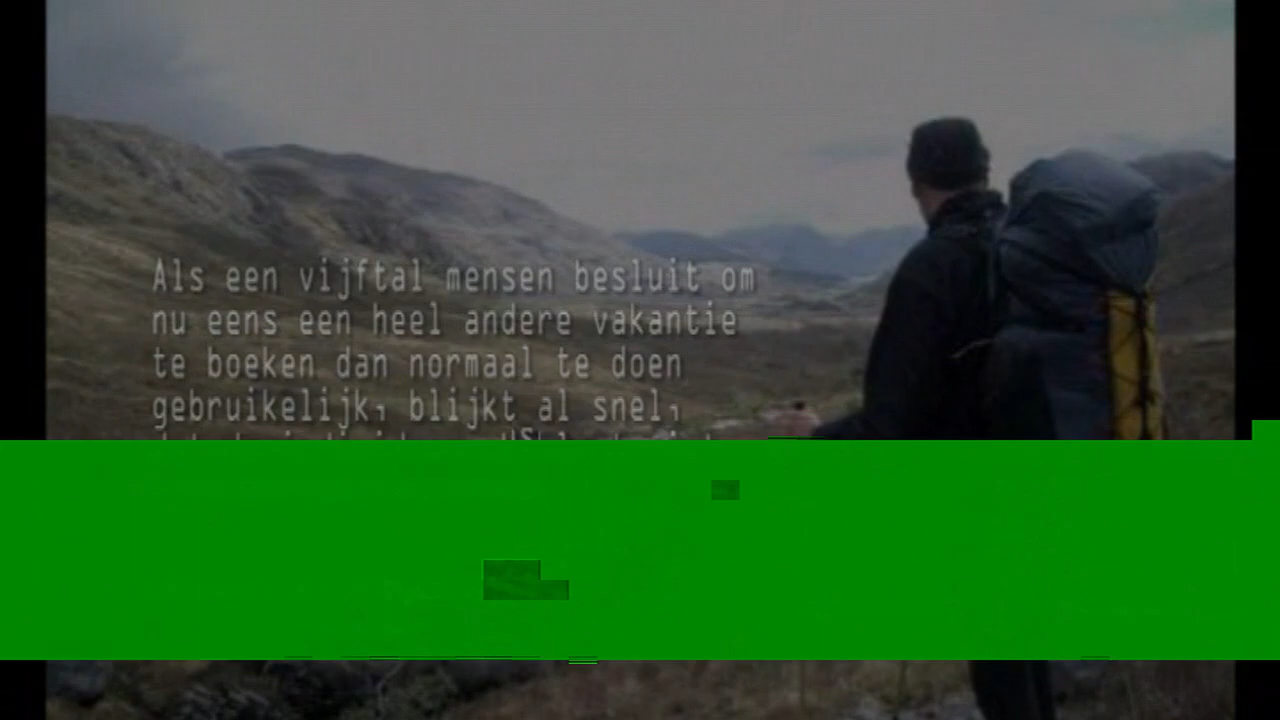 Als een vijftal mensen besluit om
nu eens een heel andere vakantie
te boeken dan normaal te doen
gebruikelijk, blijkt al snel,